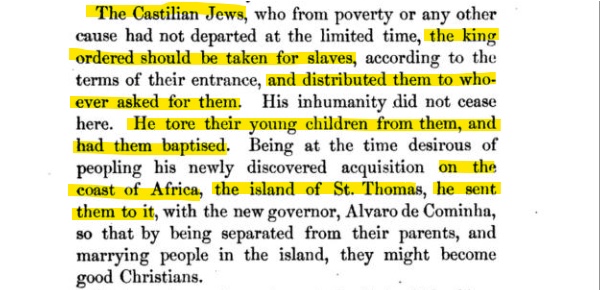 The Castilian Jews, who from poverty or any other
cause had not departed at the limited time, the king
ordered should be taken for slaves, according to the
terms of their entrance, and distributed them to who-
ever asked for them. His inhumanity did not cease
here. He tore their young children from them, and
had them baptised. Being at the time desirous of
peopling his newly discovered acquisition on the
coast of Africa, the island of St. Thomas, he sent
them to it, with the new governor, Alvaro de Cominha,
so that by being separated from their parents, and
marrying people in the island, they might become
good Christians.